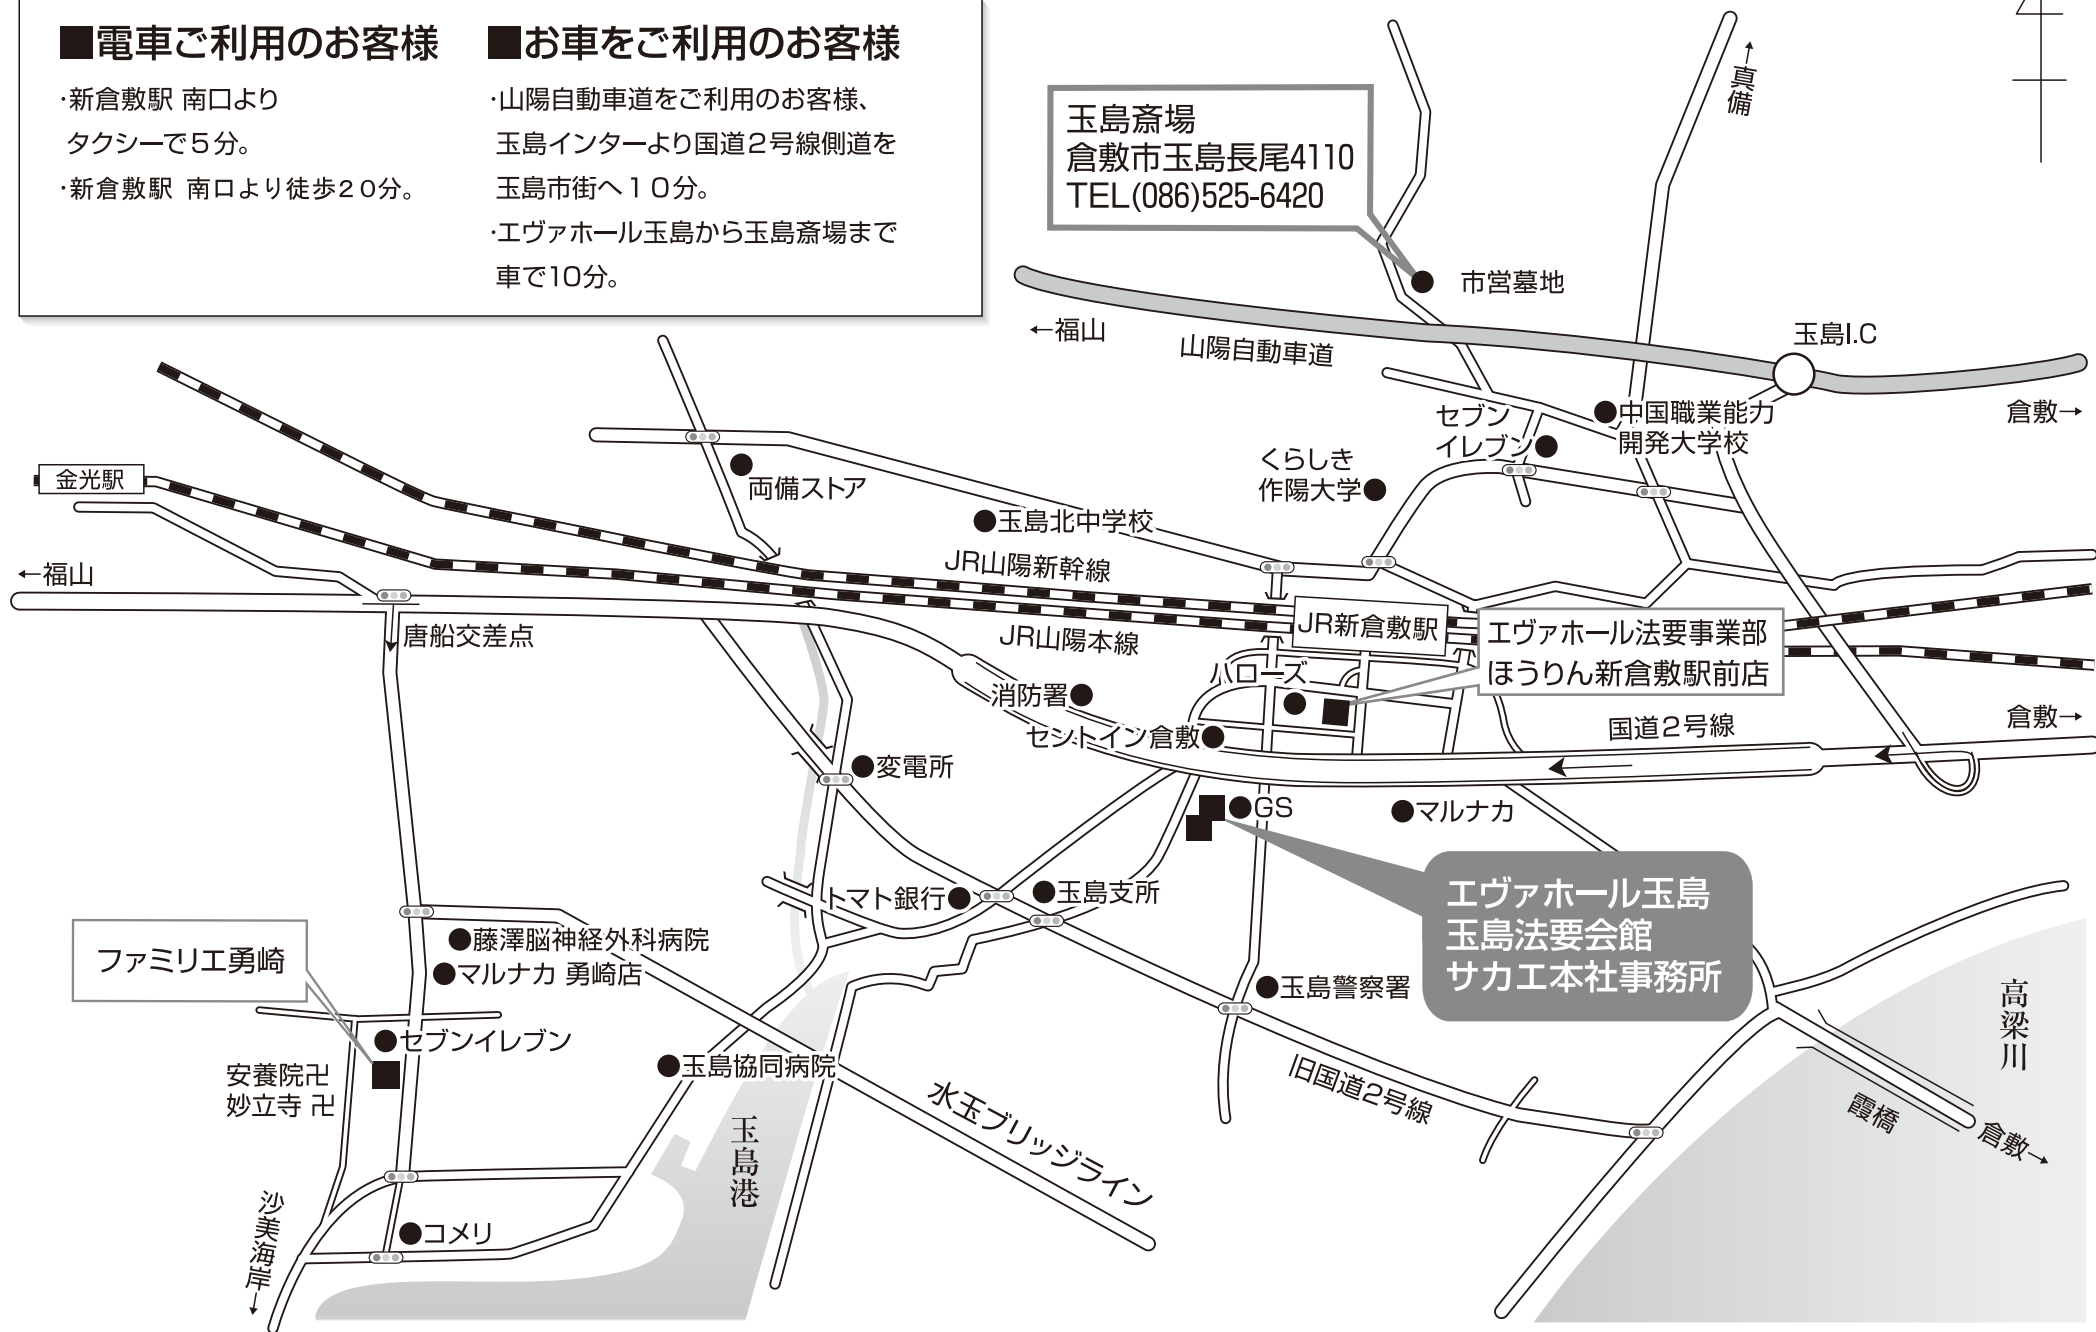 ■電車ご利用のお客様
・新倉敷駅 南口より
タクシーで5分。
・新倉敷駅 南口より徒歩20分。
■お車をご利用のお客様
・山陽自動車道をご利用のお客様、
玉島インターより国道2号線側道を
玉島市街へ10分。
・エヴァホール玉島から玉島斎場まで
車で10分。
玉島斎場
倉敷市玉島長尾4110
TEL(086)525-6420
→真備
市営墓地
←福山
山陽自動車道
玉島I.C
倉敷→
セブン
イレブン
中国職業能力
開発大学校
くらしき
作陽大学
金光駅
両備ストア
玉島北中学校
JR山陽新幹線
←福山
唐船交差点
JR山陽本線
JR新倉敷駅
エヴァホール法要事業部
ほうりん新倉敷駅前店
ハローズ
消防署
セントイン倉敷
国道2号線
倉敷→
変電所
GS
マルナカ
トマト銀行
玉島支所
エヴァホール玉島
玉島法要会館
サカエ本社事務所
藤澤脳神経外科病院
マルナカ 勇崎店
ファミリエ勇崎
玉島警察署
高梁川
セブンイレブン
安養院卍
妙立寺 卍
玉島協同病院
旧国道2号線
水玉ブリッジライン
霞橋
倉敷→
玉島港
沙美海岸→
コメリ